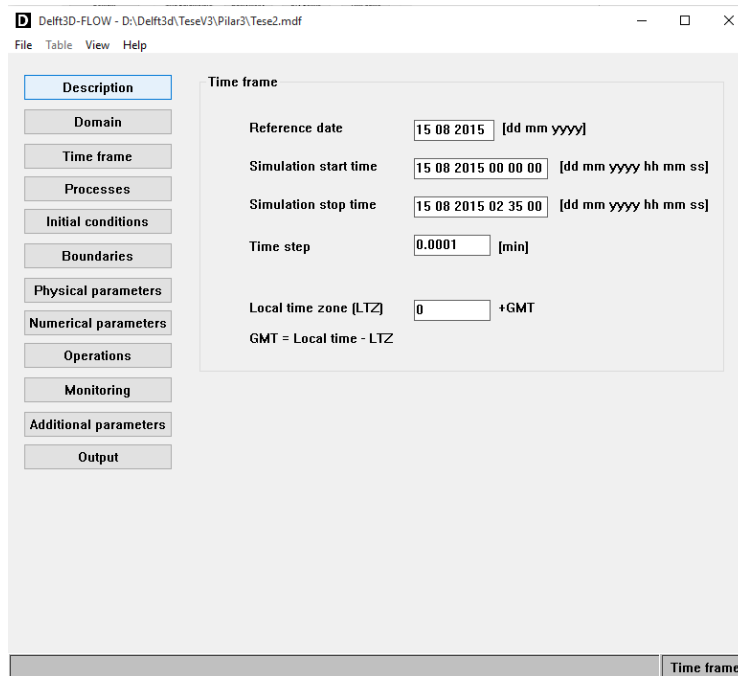 D Delft3D-FLOW - D:\Delft3d\TeseV3\Pilar3\Tese2.mdf
File Table View Help
Description
Domain
Time frame
Processes
Initial conditions
Boundaries
Physical parameters
Numerical parameters
Operations
Monitoring
Additional parameters
Output
Time frame
Reference date 15 08 2015 [dd mm yyyy]
Simulation start time 15 08 2015 00 00 00 [dd mm yyyy hh mm ss]
Simulation stop time 15 08 2015 02 35 00 [dd mm yyyy hh mm ss]
Time step 0.0001 [min]
Local time zone (LTZ) 0 +GMT
GMT = Local time - LTZ
Time frame